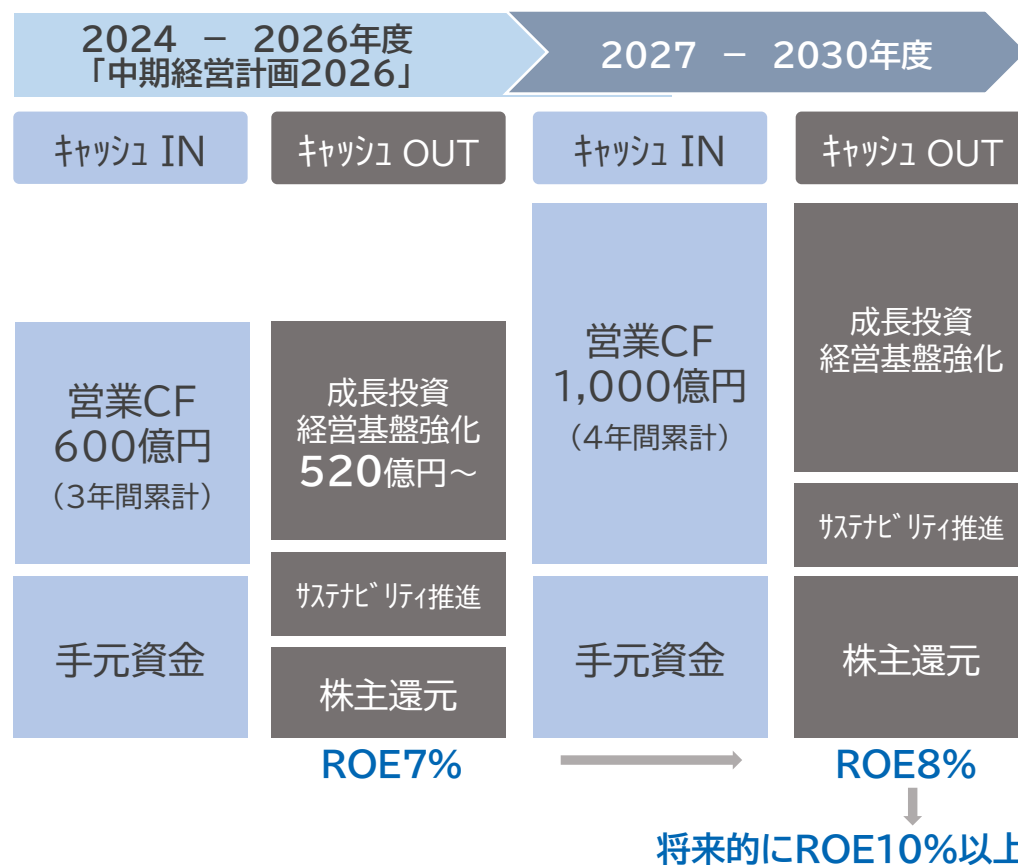 2024 － 2026年度
「中期経営計画2026」
2027 － 2030年度
ｷｬｯｼｭ IN
ｷｬｯｼｭ OUT
ｷｬｯｼｭ IN
ｷｬｯｼｭ OUT
営業CF
600億円
（3年間累計）
手元資金
成長投資
経営基盤強化
520億円～
ｻｽﾃﾅﾋﾞﾘﾃｨ推進
株主還元
営業CF
1,000億円
（4年間累計）
手元資金
成長投資
経営基盤強化
ｻｽﾃﾅﾋﾞﾘﾃｨ推進
株主還元
ROE7%
ROE8%
将来的にROE10%以上